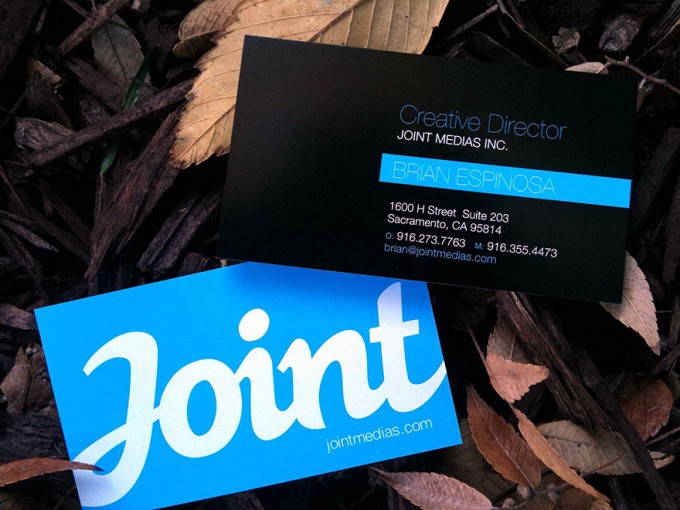 Creative Director
JOINT MEDIAS INC.
BRIAN ESPINOSA
1600 H Street Suite 203
Sacramento, CA 95814
O: 916.273.7763 M: 916.355.4473
brian@jointmedias.com
Joint
jointmedias.com